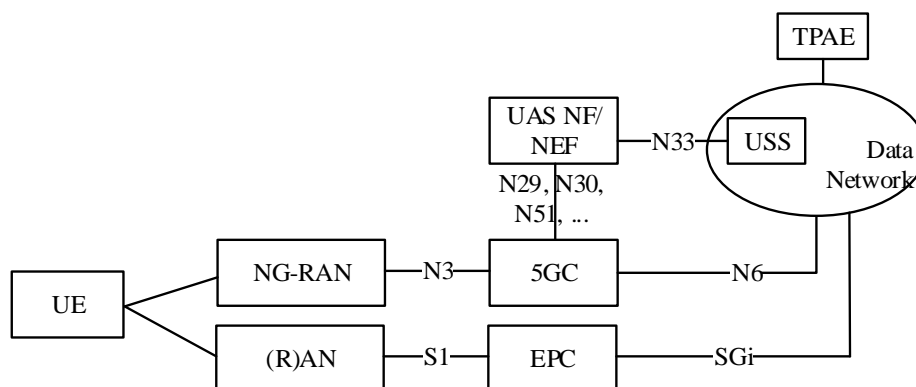 TPAE
UAS NF/
NEF
N33
USS
Data
Network
N29, N30,
N51, ...
NG-RAN
N3
5GC
N6
UE
(R)AN
S1
EPC
SGi